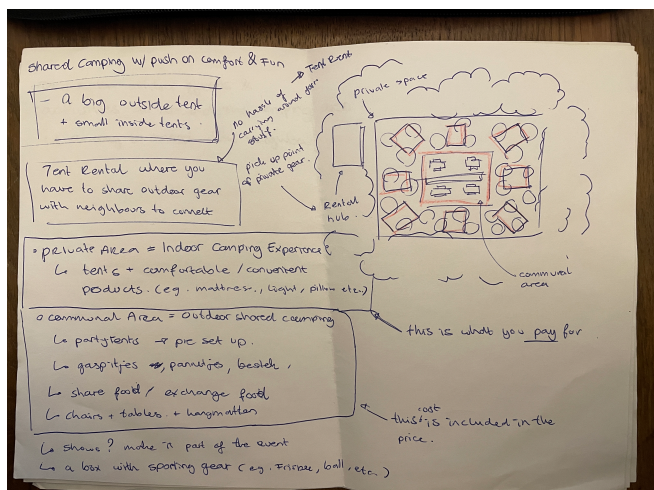 shared camping w/ push on comfort & Fun
- a big outside tent
+ small inside tents.
Tent Rental where you
have to share outdoor gear
with neighbours to connect
no hassle of
carrying around your
stuff.
→ Tent Rent
pick up point
of private gear.
private space
Rental
hub.
communal
area
• private Area = Indoor Camping Experience
↳ tents + comfortable / convenient
products. (eg. mattress, light, pillow etc.)
o communal Area = outdoor shared camping
↳ partytents → pre set up.
↳ gaspitjes, pannetjes, bestek,
↳ share food / exchange food
↳ chairs + tables + hangmatten
this is what you pay for
this cost is included in the
price.
↳ shows? make it part of the event
↳ a box with sporting gear (eg. Frisbee, ball, etc.)